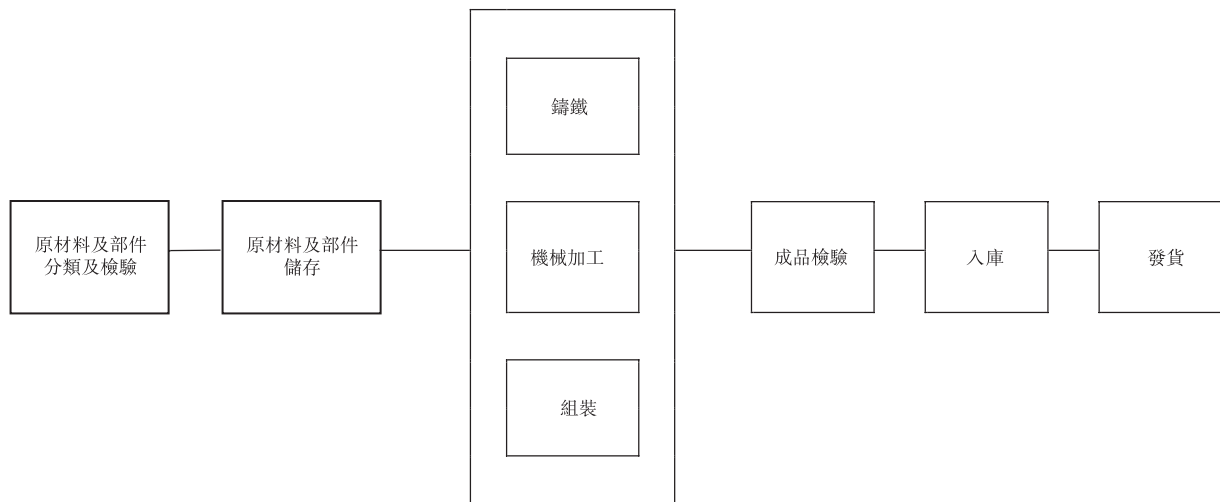 原材料及部件
分類及檢驗
原材料及部件
儲存
鑄鐵
機械加工
組裝
成品檢驗
入庫
發貨